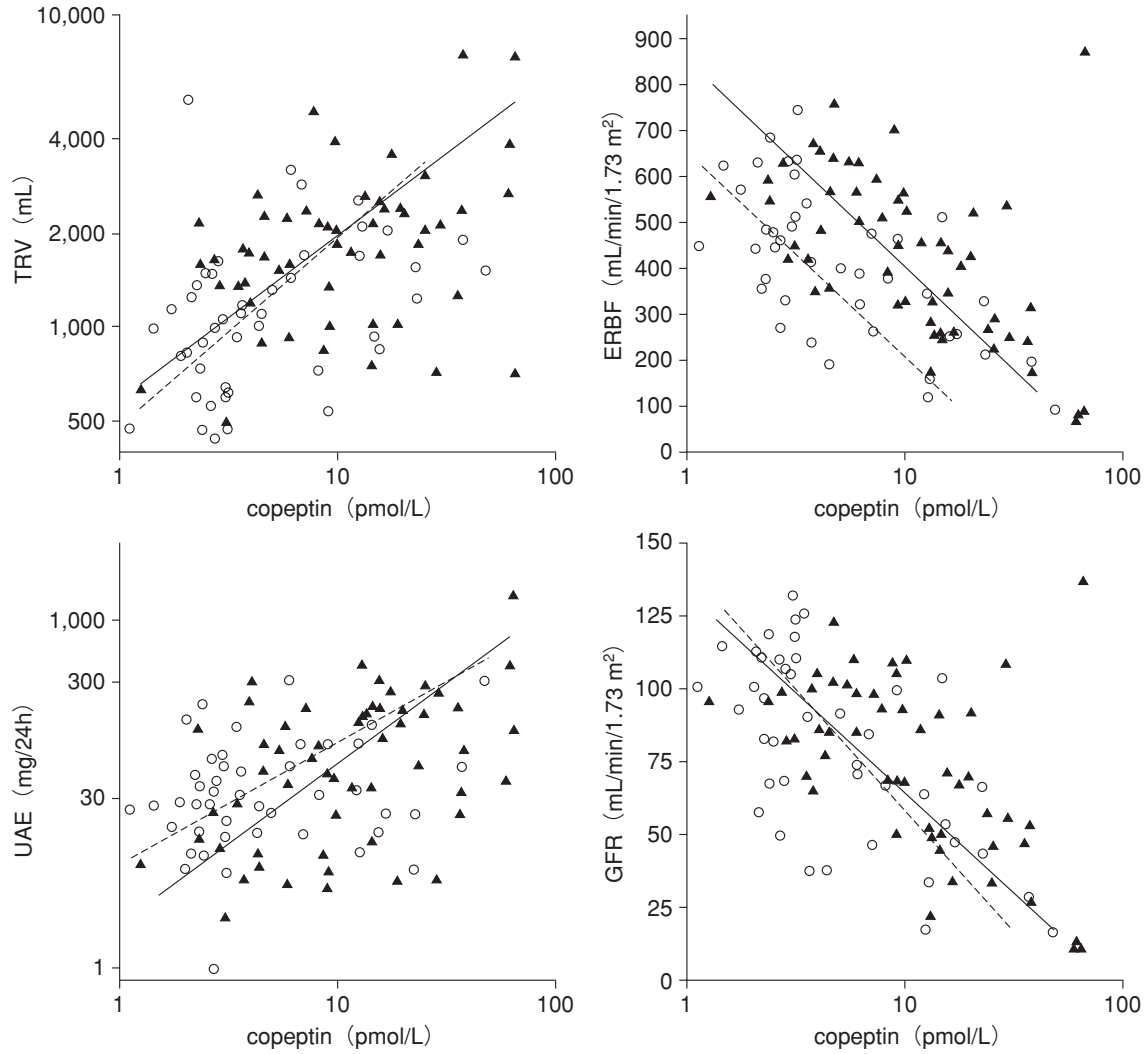 10,000
4,000
2,000
1,000
500
TRV (mL)
1 10 100
copeptin (pmol/L)
900
800
700
600
500
400
300
200
100
0
ERBF (mL/min/1.73 m²)
1 10 100
copeptin (pmol/L)
1,000
300
30
1
UAE (mg/24h)
1 10 100
copeptin (pmol/L)
150
125
100
75
50
25
0
GFR (mL/min/1.73 m²)
1 10 100
copeptin (pmol/L)